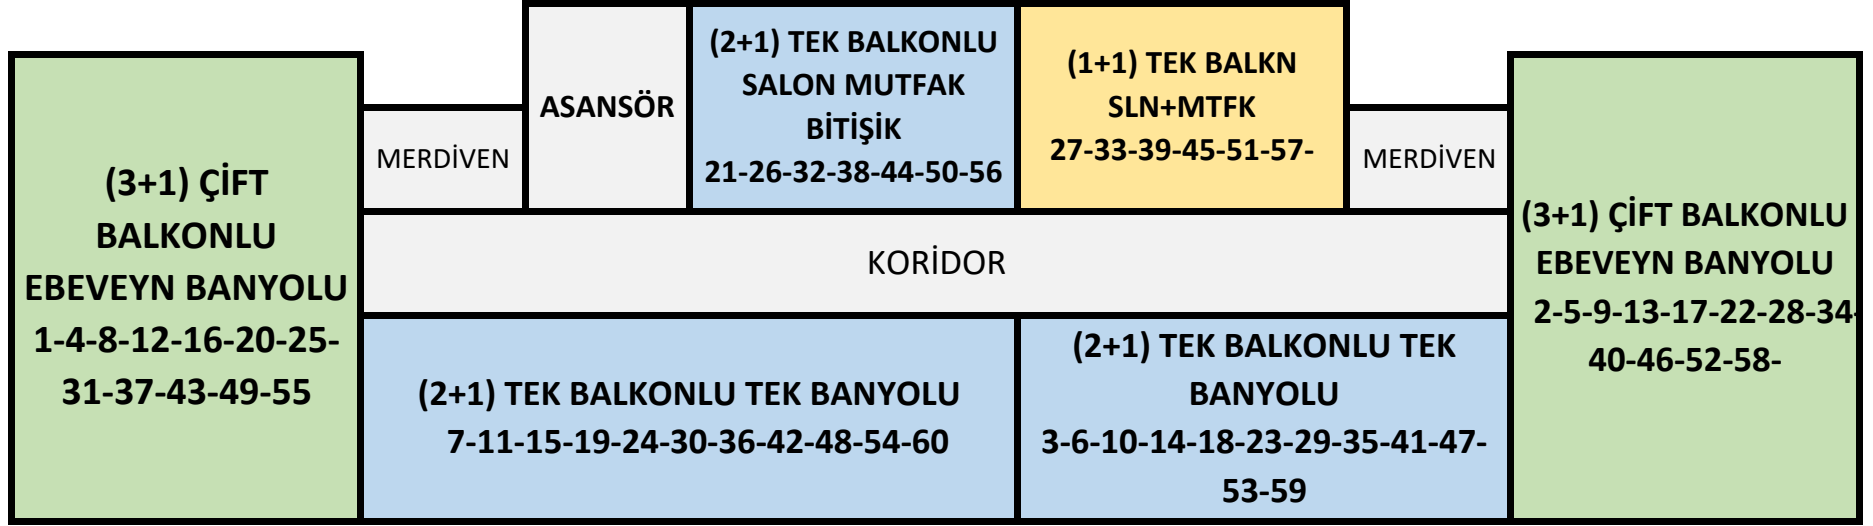 (3+1) ÇİFT
BALKONLU
EBEVEYN BANYOLU
1-4-8-12-16-20-25-
31-37-43-49-55
MERDİVEN
ASANSÖR
(2+1) TEK BALKONLU
SALON MUTFAK
BİTİŞİK
21-26-32-38-44-50-56
(1+1) TEK BALKN
SLN+MTFK
27-33-39-45-51-57-
MERDİVEN
KORİDOR
(2+1) TEK BALKONLU TEK BANYOLU
7-11-15-19-24-30-36-42-48-54-60
(2+1) TEK BALKONLU TEK
BANYOLU
3-6-10-14-18-23-29-35-41-47-
53-59
(3+1) ÇİFT BALKONLU
EBEVEYN BANYOLU
2-5-9-13-17-22-28-34-
40-46-52-58-